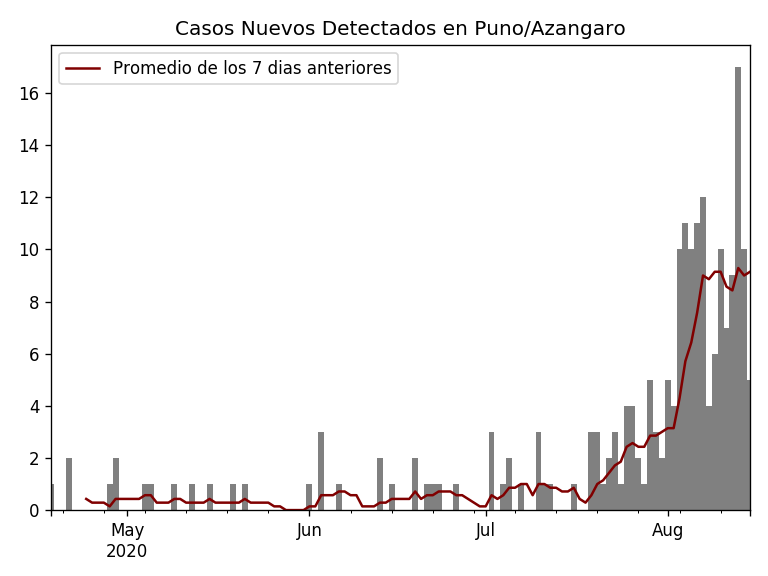 Casos Nuevos Detectados en Puno/Azangaro
Promedio de los 7 dias anteriores
16
14
12
10
8
6
4
2
0
May
2020
Jun
Jul
Aug